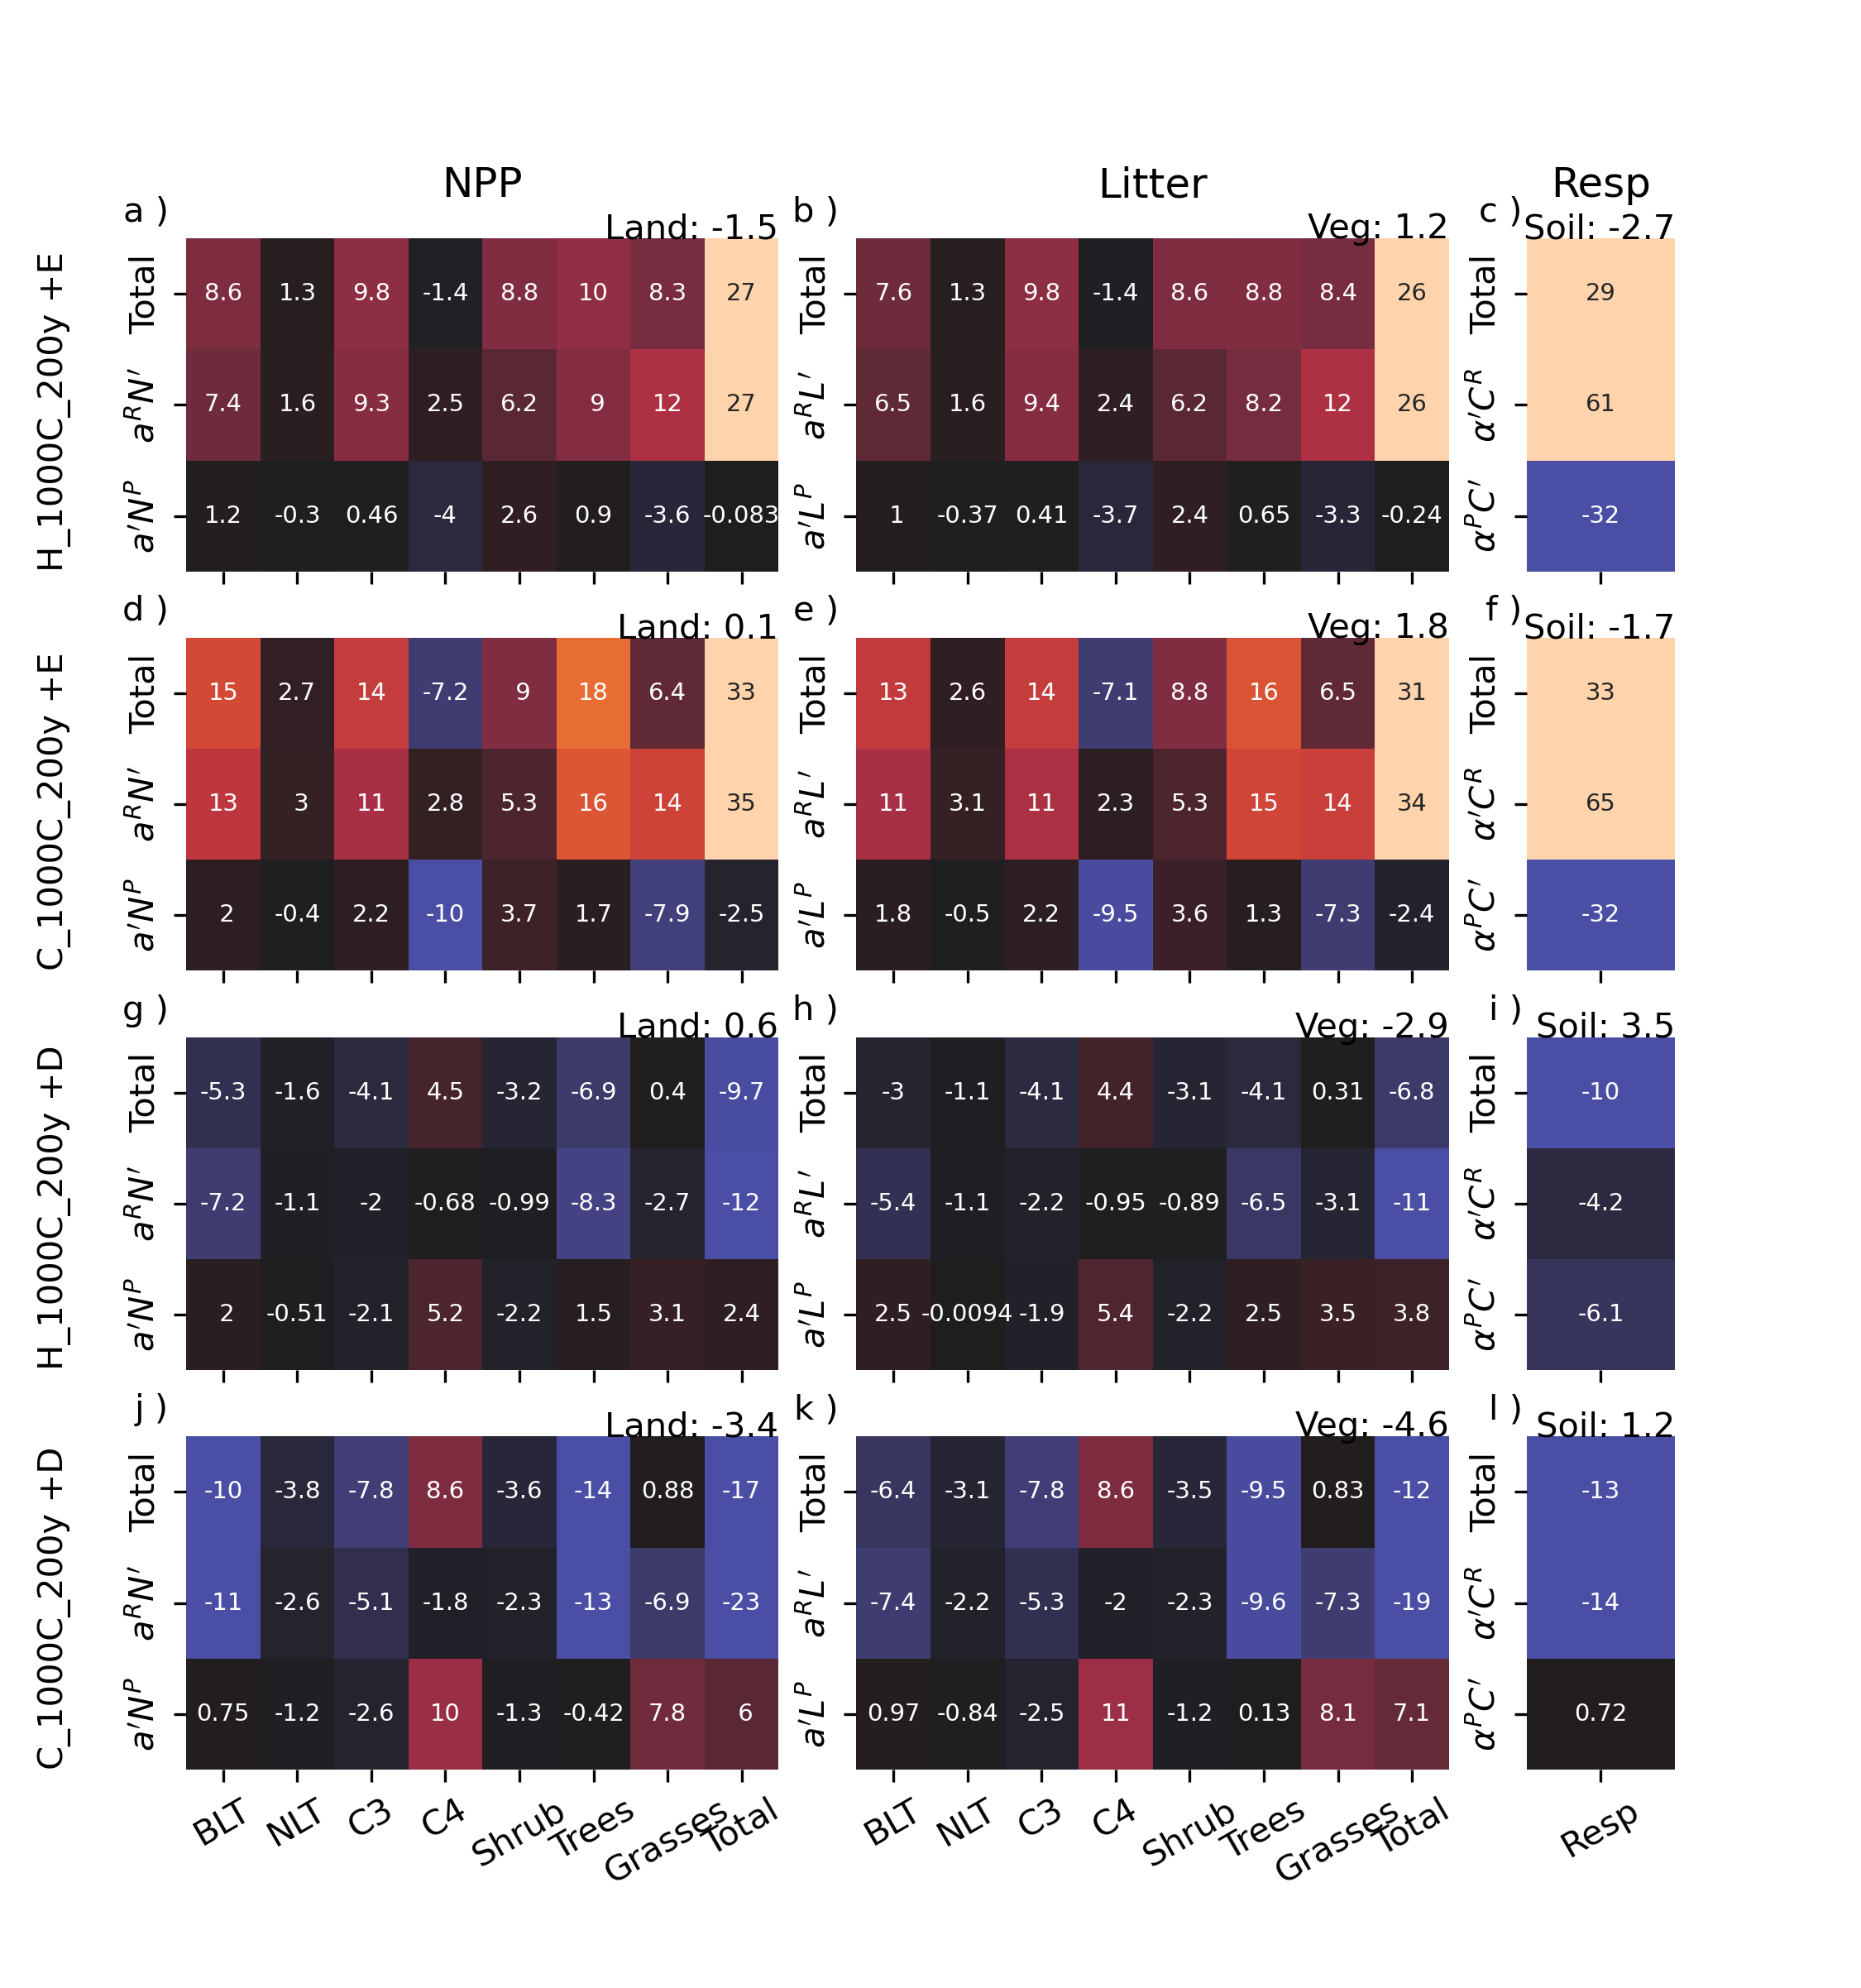 NPP Litter Resp
a ) Land: -1.5 b ) Veg: 1.2 c ) Soil: -2.7
H_1000C_200y +E
Total 8.6 1.3 9.8 -1.4 8.8 10 8.3 27 Total 7.6 1.3 9.8 -1.4 8.6 8.8 8.4 26 Total 29
a^R N′ 7.4 1.6 9.3 2.5 6.2 9 12 27 a^R L′ 6.5 1.6 9.4 2.4 6.2 8.2 12 26 α′C^R 61
a′N^P 1.2 -0.3 0.46 -4 2.6 0.9 -3.6 -0.083 a′L^P 1 -0.37 0.41 -3.7 2.4 0.65 -3.3 -0.24 α^P C′ -32
d ) Land: 0.1 e ) Veg: 1.8 f ) Soil: -1.7
C_1000C_200y +E
Total 15 2.7 14 -7.2 9 18 6.4 33 Total 13 2.6 14 -7.1 8.8 16 6.5 31 Total 33
a^R N′ 13 3 11 2.8 5.3 16 14 35 a^R L′ 11 3.1 11 2.3 5.3 15 14 34 α′C^R 65
a′N^P 2 -0.4 2.2 -10 3.7 1.7 -7.9 -2.5 a′L^P 1.8 -0.5 2.2 -9.5 3.6 1.3 -7.3 -2.4 α^P C′ -32
g ) Land: 0.6 h ) Veg: -2.9 i ) Soil: 3.5
H_1000C_200y +D
Total -5.3 -1.6 -4.1 4.5 -3.2 -6.9 0.4 -9.7 Total -3 -1.1 -4.1 4.4 -3.1 -4.1 0.31 -6.8 Total -10
a^R N′ -7.2 -1.1 -2 -0.68 -0.99 -8.3 -2.7 -12 a^R L′ -5.4 -1.1 -2.2 -0.95 -0.89 -6.5 -3.1 -11 α′C^R -4.2
a′N^P 2 -0.51 -2.1 5.2 -2.2 1.5 3.1 2.4 a′L^P 2.5 -0.0094 -1.9 5.4 -2.2 2.5 3.5 3.8 α^P C′ -6.1
j ) Land: -3.4 k ) Veg: -4.6 l ) Soil: 1.2
C_1000C_200y +D
Total -10 -3.8 -7.8 8.6 -3.6 -14 0.88 -17 Total -6.4 -3.1 -7.8 8.6 -3.5 -9.5 0.83 -12 Total -13
a^R N′ -11 -2.6 -5.1 -1.8 -2.3 -13 -6.9 -23 a^R L′ -7.4 -2.2 -5.3 -2 -2.3 -9.6 -7.3 -19 α′C^R -14
a′N^P 0.75 -1.2 -2.6 10 -1.3 -0.42 7.8 6 a′L^P 0.97 -0.84 -2.5 11 -1.2 0.13 8.1 7.1 α^P C′ 0.72
BLT NLT C3 C4 Shrub Trees Grasses Total BLT NLT C3 C4 Shrub Trees Grasses Total Resp